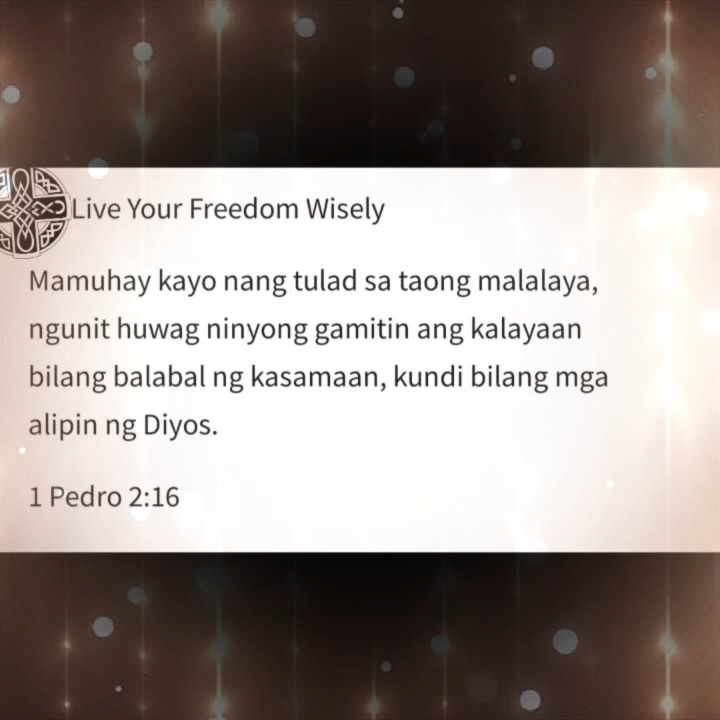 Live Your Freedom Wisely
Mamuhay kayo nang tulad sa taong malalaya,
ngunit huwag ninyong gamitin ang kalayaan
bilang balabal ng kasamaan, kundi bilang mga
alipin ng Diyos.
1 Pedro 2:16